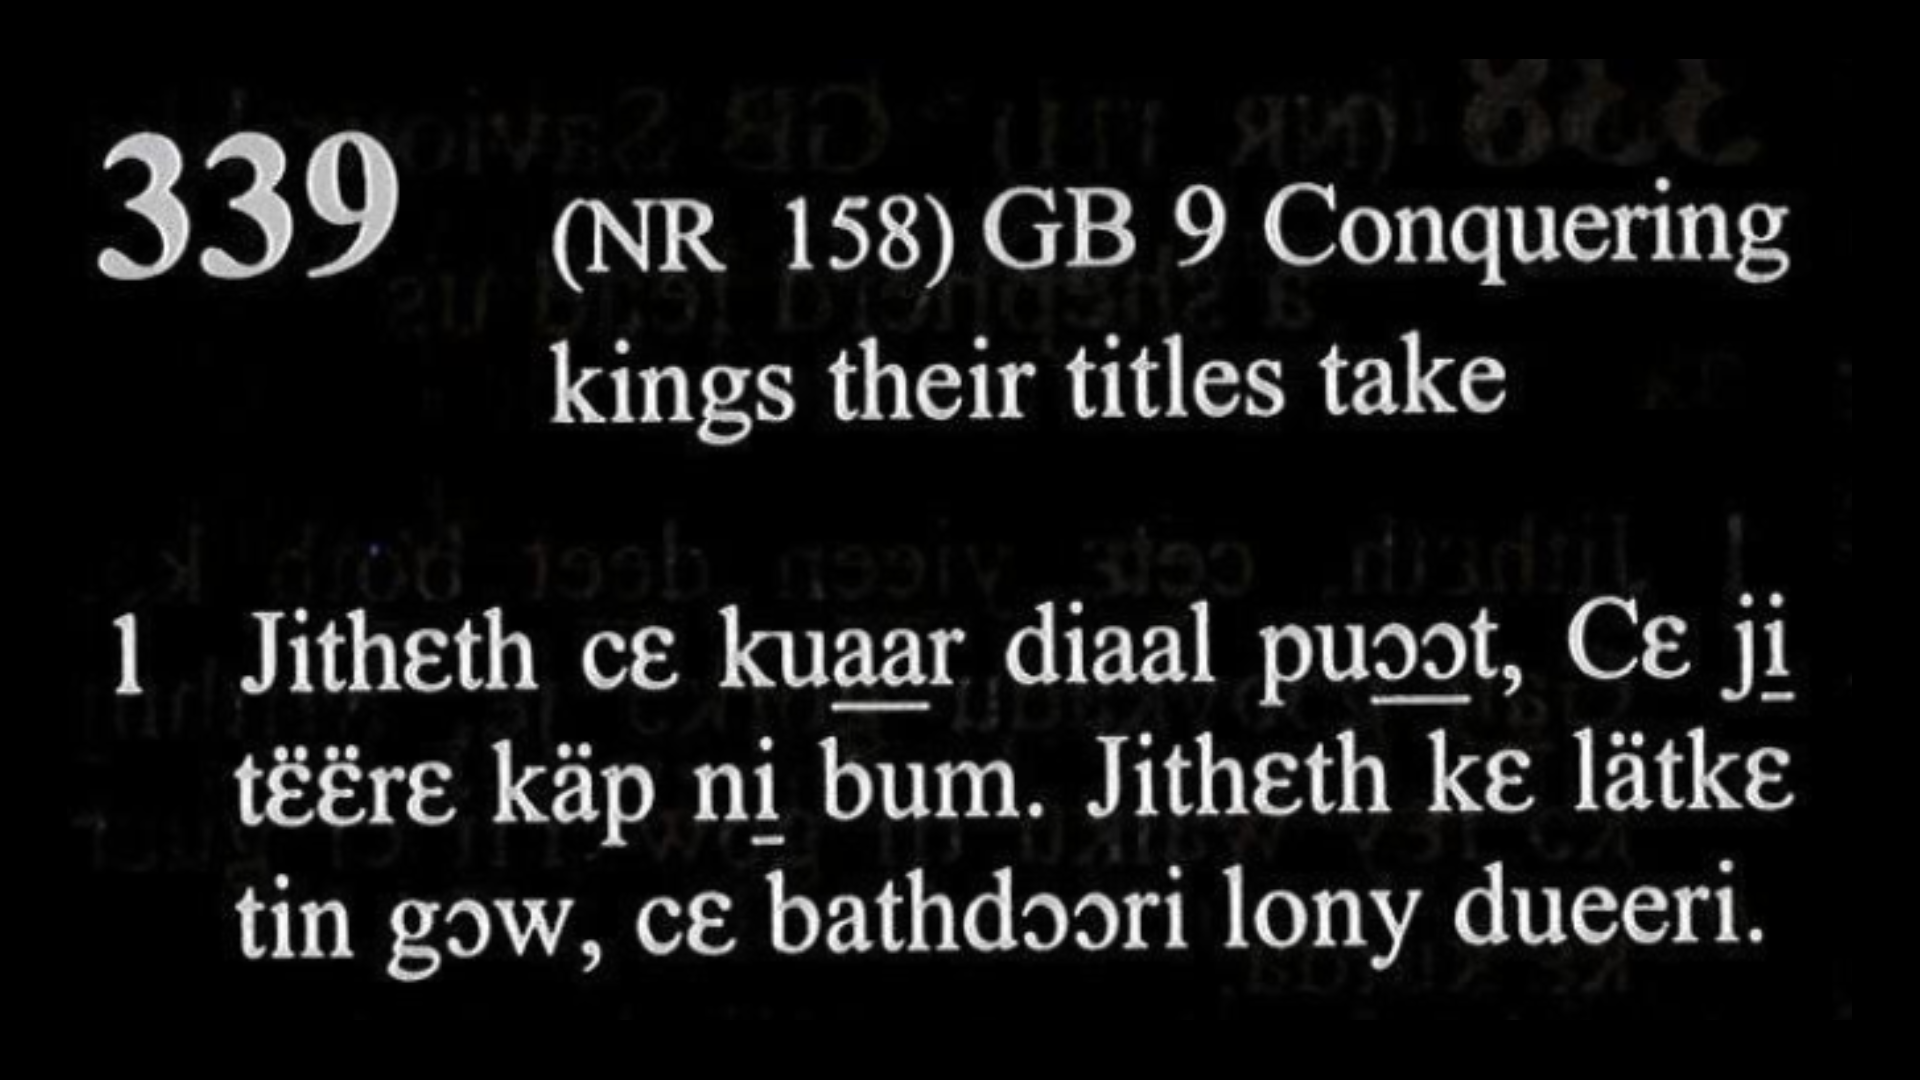 339 (NR 158) GB 9 Conquering
kings their titles take
1 Jithɛth cɛ kua̲a̲r diaal puɔ̲ɔ̲t, Cɛ ji̲
tɛ̈ɛ̈rɛ käp ni̲ bum. Jithɛth kɛ lätkɛ
tin gɔw, cɛ bathdɔɔri lony dueeri.